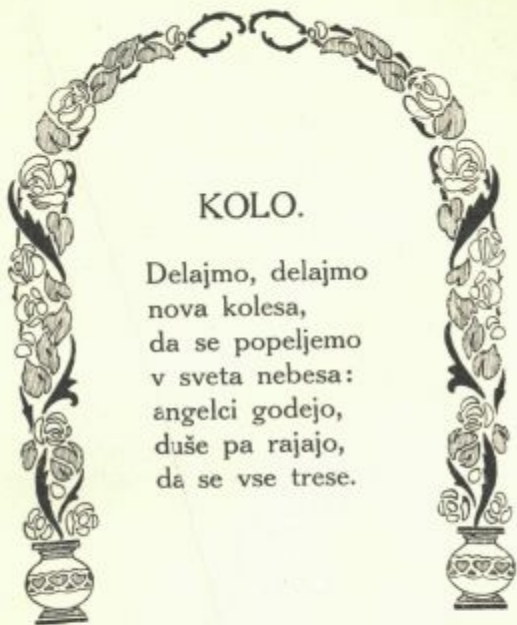 KOLO.
Delajmo, delajmo
nova kolesa,
da se popeljemo
v sveta nebesa:
angelci godejo,
duše pa rajajo,
da se vse trese.